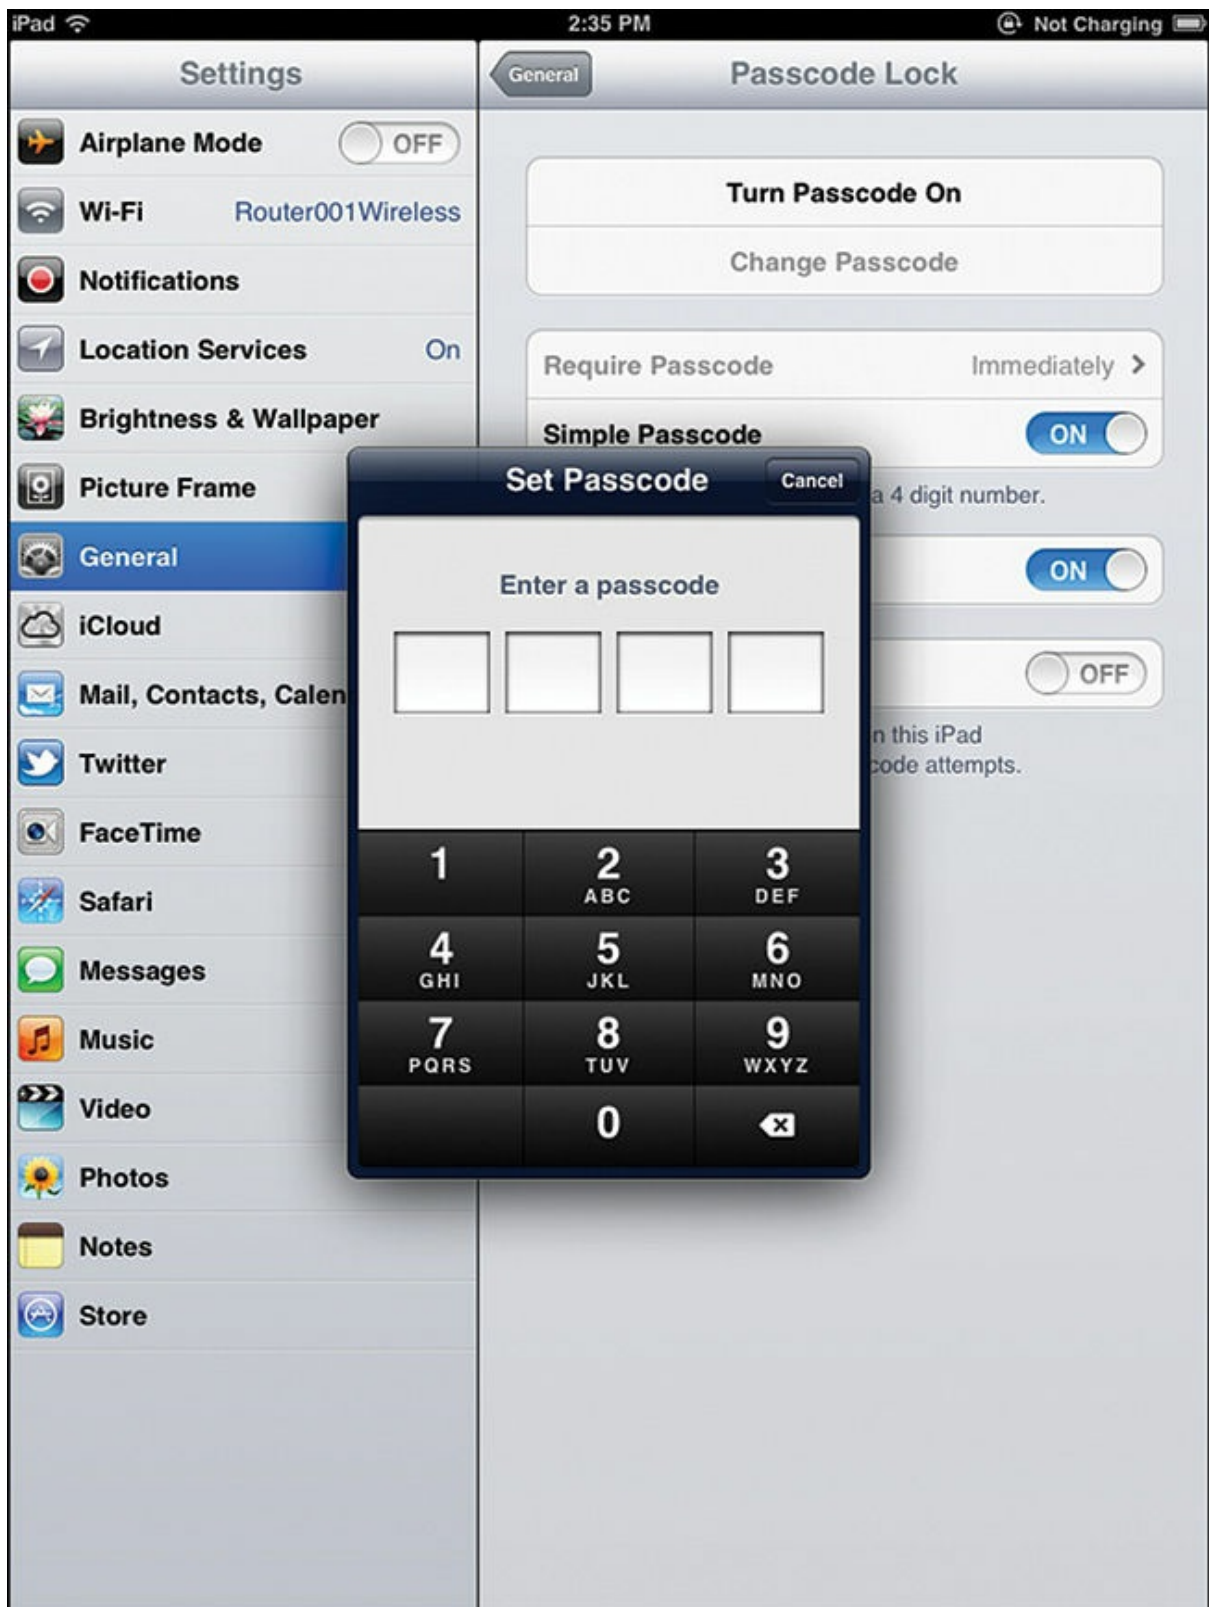 iPad
2:35 PM
Not Charging
Settings
General
Passcode Lock
Airplane Mode OFF
Wi-Fi Router001Wireless
Notifications
Location Services On
Brightness & Wallpaper
Picture Frame
General
iCloud
Mail, Contacts, Calen
Twitter
FaceTime
Safari
Messages
Music
Video
Photos
Notes
Store
Turn Passcode On
Change Passcode
Require Passcode Immediately
Simple Passcode ON
a 4 digit number.
ON
OFF
n this iPad
code attempts.
Set Passcode Cancel
Enter a passcode
1 2 3
ABC DEF
4 5 6
GHI JKL MNO
7 8 9
PQRS TUV WXYZ
0